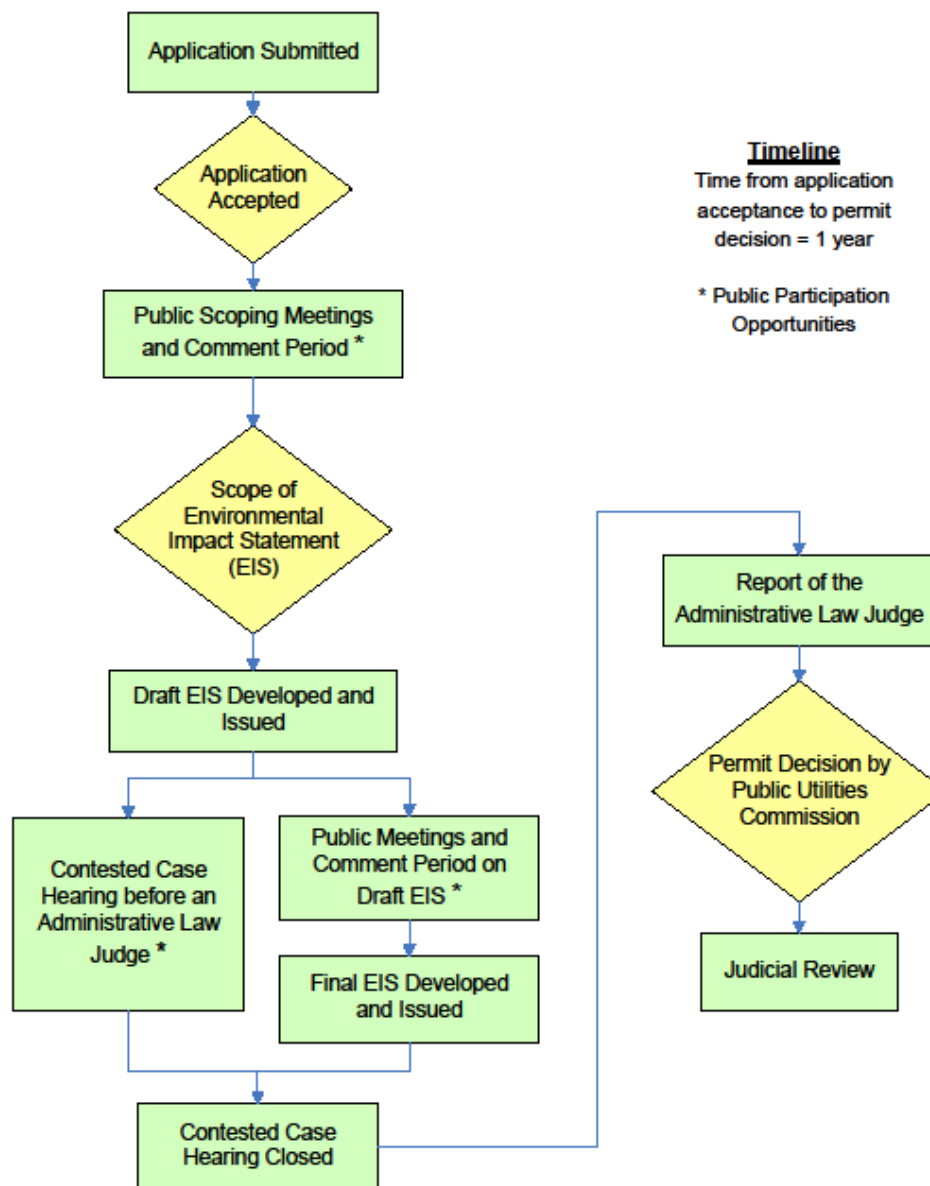 Application Submitted
Application
Accepted
Public Scoping Meetings
and Comment Period *
Scope of
Environmental
Impact Statement
(EIS)
Draft EIS Developed and
Issued
Contested Case
Hearing before an
Administrative Law
Judge *
Public Meetings and
Comment Period on
Draft EIS *
Final EIS Developed
and Issued
Contested Case
Hearing Closed
Timeline
Time from application
acceptance to permit
decision = 1 year
* Public Participation
Opportunities
Report of the
Administrative Law Judge
Permit Decision by
Public Utilities
Commission
Judicial Review